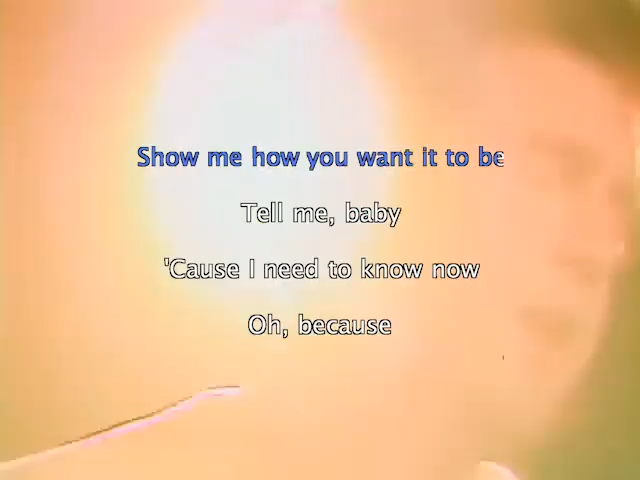 Show me how you want it to be
Tell me, baby
'Cause I need to know now
Oh, because